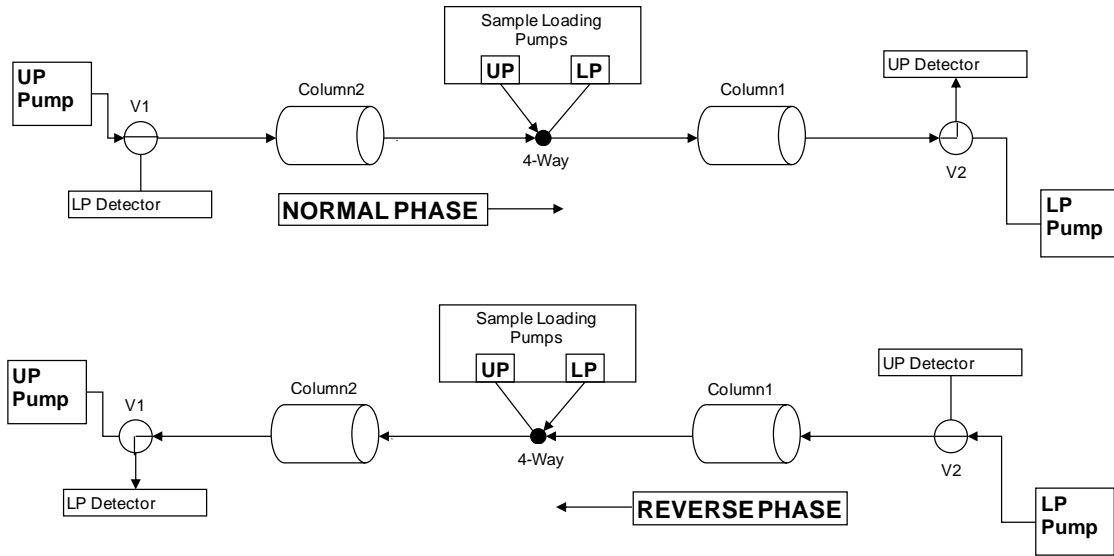 Sample Loading
Pumps
UP
LP
UP
Pump
V1
Column2
Column1
UP Detector
4-Way
V2
LP Detector
NORMAL PHASE
LP
Pump
Sample Loading
Pumps
UP
LP
UP
Pump
V1
Column2
Column1
UP Detector
4-Way
V2
LP Detector
REVERSE PHASE
LP
Pump